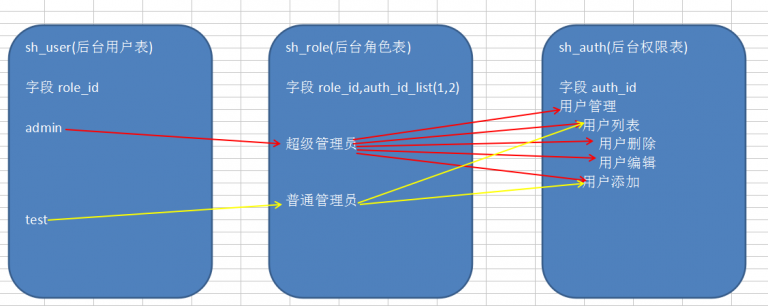 sh_user(后台用户表)
字段 role_id
admin
test
sh_role(后台角色表)
字段 role_id,auth_id_list(1,2)
超级管理员
普通管理员
sh_auth(后台权限表)
字段 auth_id
用户管理
用户列表
用户删除
用户编辑
用户添加